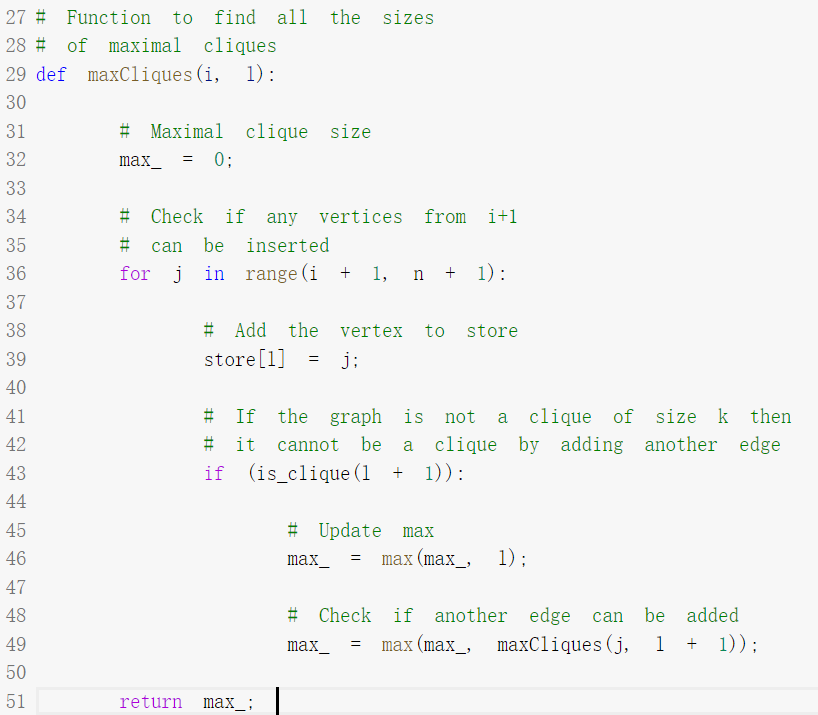 27 # Function to find all the sizes
28 # of maximal cliques
29 def maxCliques(i, l):
30
31 # Maximal clique size
32 max_ = 0;
33
34 # Check if any vertices from i+1
35 # can be inserted
36 for j in range(i + 1, n + 1):
37
38 # Add the vertex to store
39 store[l] = j;
40
41 # If the graph is not a clique of size k then
42 # it cannot be a clique by adding another edge
43 if (is_clique(l + 1)):
44
45 # Update max
46 max_ = max(max_, l);
47
48 # Check if another edge can be added
49 max_ = max(max_, maxCliques(j, l + 1));
50
51 return max_;